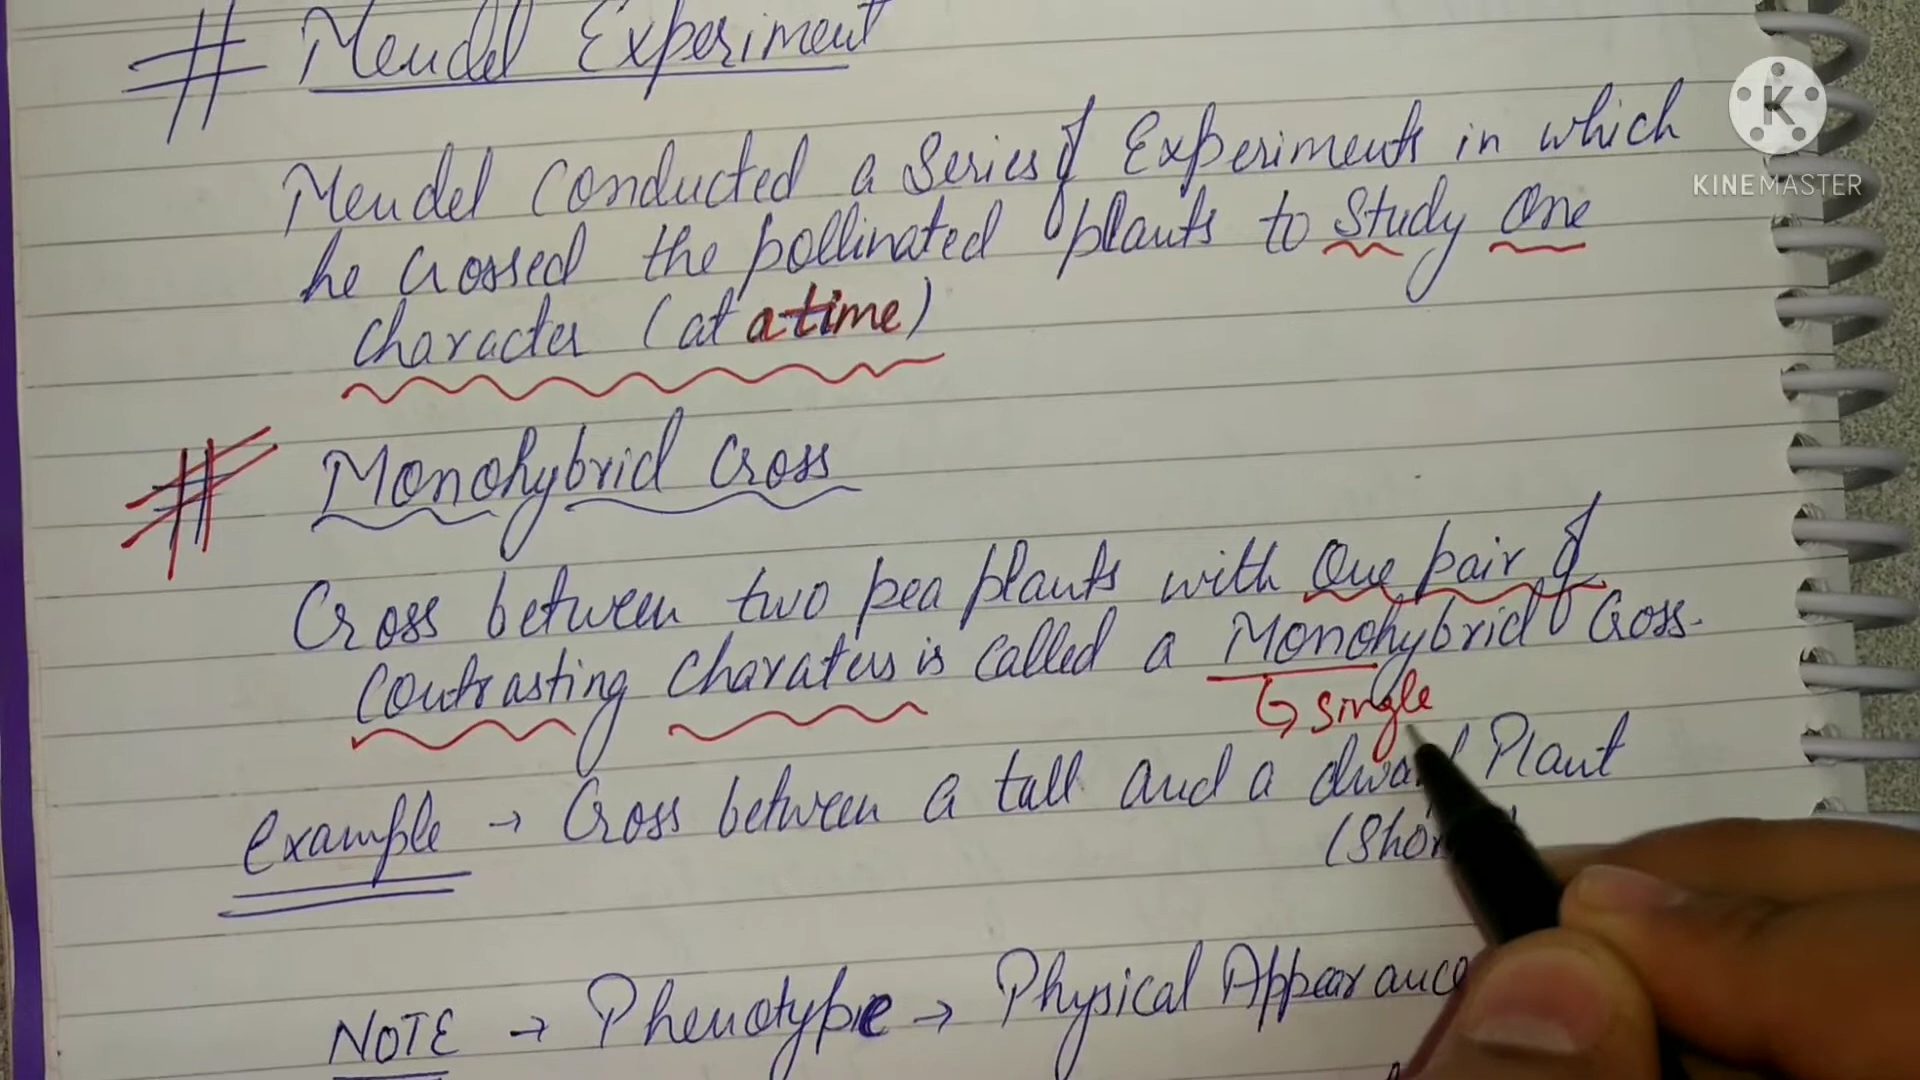 # Mendel Experiment
Mendel conducted a Series of Experiments in which
he crossed the pollinated plants to study one
character (at a time)
# Monohybrid Cross
Cross between two pea plants with One pair of
contrasting charaters is called a Monohybrid Cross.
↳ single
Example → Cross between a tall and a Plant
NOTE → Phenotype → Physical Appearance
K
KINEMASTER